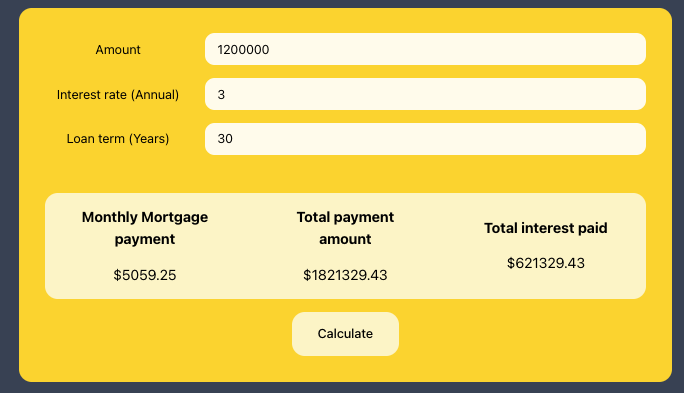 Amount
1200000
Interest rate (Annual)
3
Loan term (Years)
30
Monthly Mortgage
payment
$5059.25
Total payment
amount
$1821329.43
Total interest paid
$621329.43
Calculate